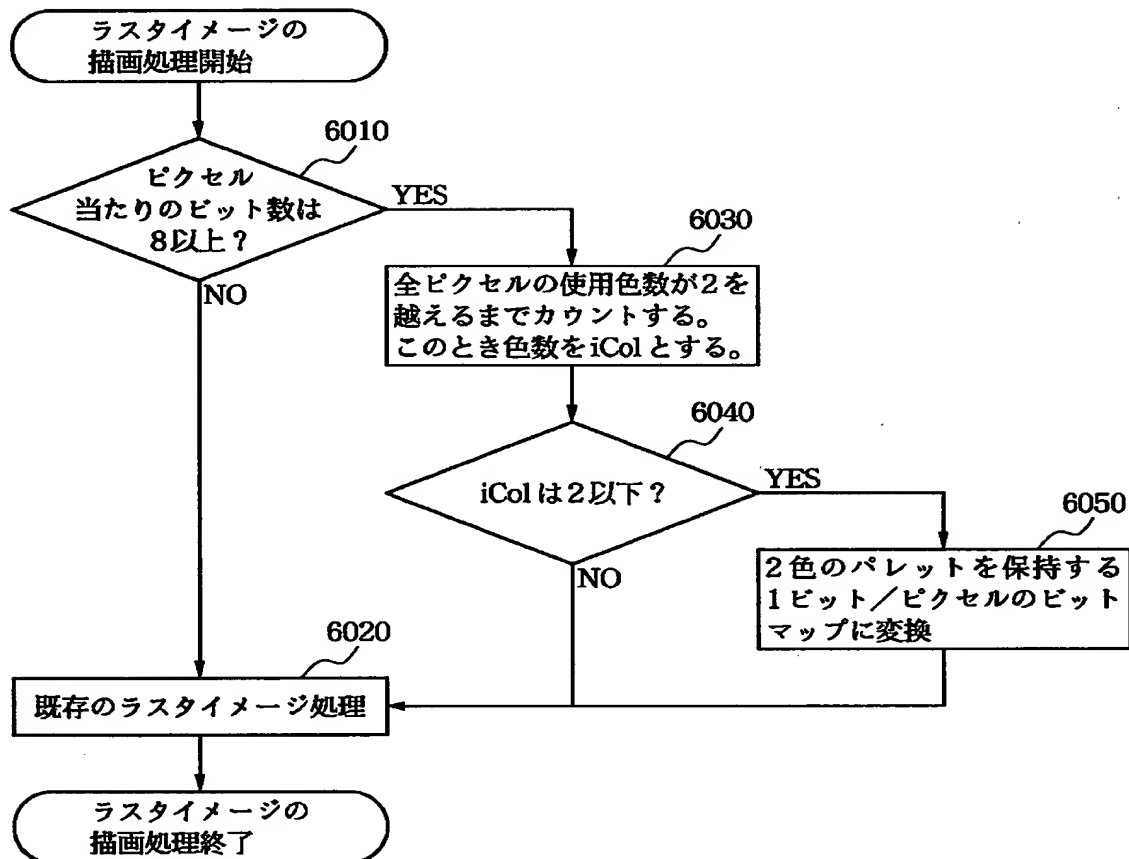 ラスタイメージの
描画処理開始
6010
ピクセル
当たりのビット数は
8以上？
YES
NO
6030
全ピクセルの使用色数が2を
越えるまでカウントする。
このとき色数をiColとする。
6040
iColは2以下？
YES
NO
6050
2色のパレットを保持する
1ビット／ピクセルのビット
マップに変換
6020
既存のラスタイメージ処理
ラスタイメージの
描画処理終了